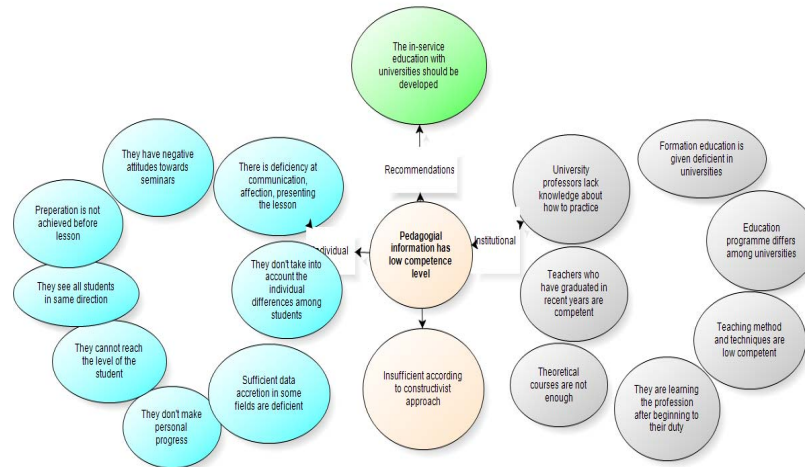 The in-service
education with
universities should be
developed
They have negative
attitudes towards
seminars
There is deficiency at
communication,
affection, presenting
the lesson
Recommendations
University
professors lack
knowledge about
how to practice
Formation education is
given deficient in
universities
Preparation is not
achieved before
lesson
Individual
Pedagogial
information has
low competence
level
Institutional
Education
programme differs
among universities
They see all students
in same direction
They don't take into
account the
individual
differences among
students
Teachers who
have graduated in
recent years are
competent
They cannot reach
the level of the
student
Teaching method
and techniques are
low competent
Sufficient data
accretion in some
fields are deficient
Insufficient according
to constructivist
approach
Theoretical
courses are not
enough
They don't make
personal
progress
They are learning
the profession
after beginning to
their duty